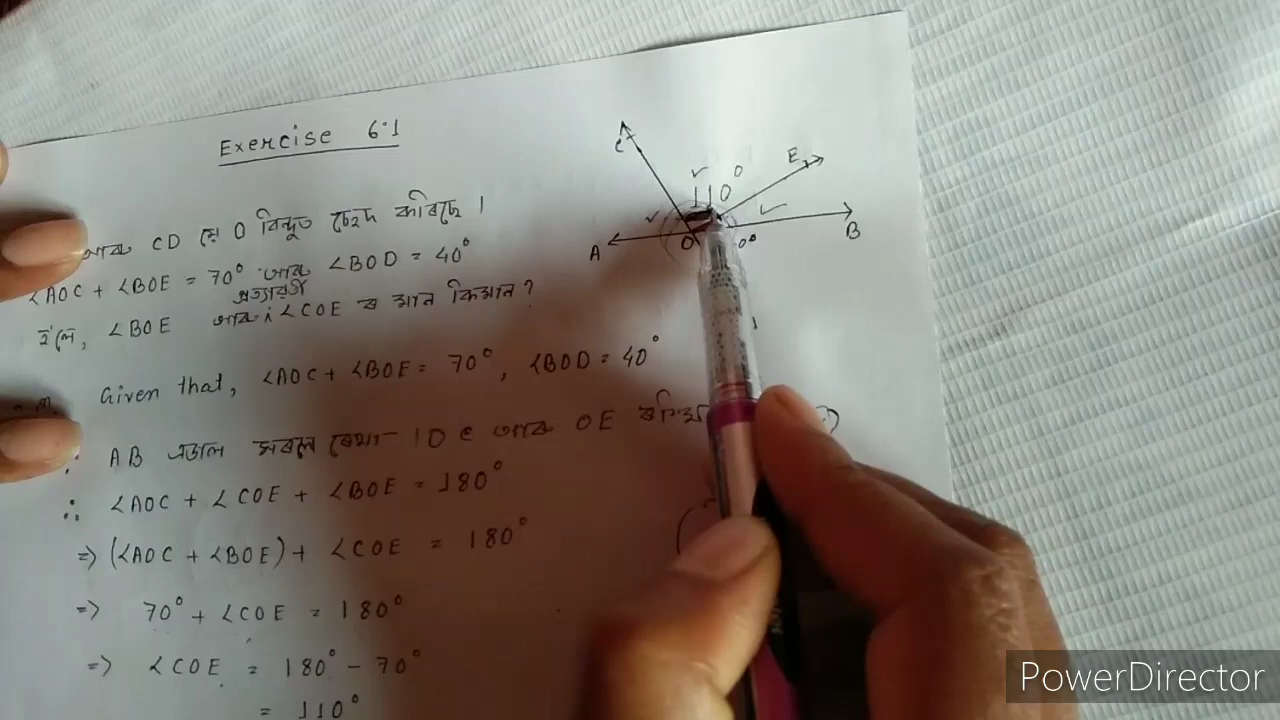 Exercise 6.1
আৰু CD য়ে O বিন্দুত ছেদ কৰিছে ।
∠AOC + ∠BOE = 70° আৰু ∠BOD = 40°
হ'লে, ∠BOE আৰু প্ৰত্যাৱৰ্তী ∠COE ৰ মান কিমান ?
Given that, ∠AOC + ∠BOE = 70°, ∠BOD = 40°
∴ AB এডাল সৰল ৰেখা আৰু OE
∴ ∠AOC + ∠COE + ∠BOE = 180°
=> (∠AOC + ∠BOE) + ∠COE = 180°
=> 70° + ∠COE = 180°
=> ∠COE = 180° - 70°
= 110°
C
110°
E
A
O
B
PowerDirector